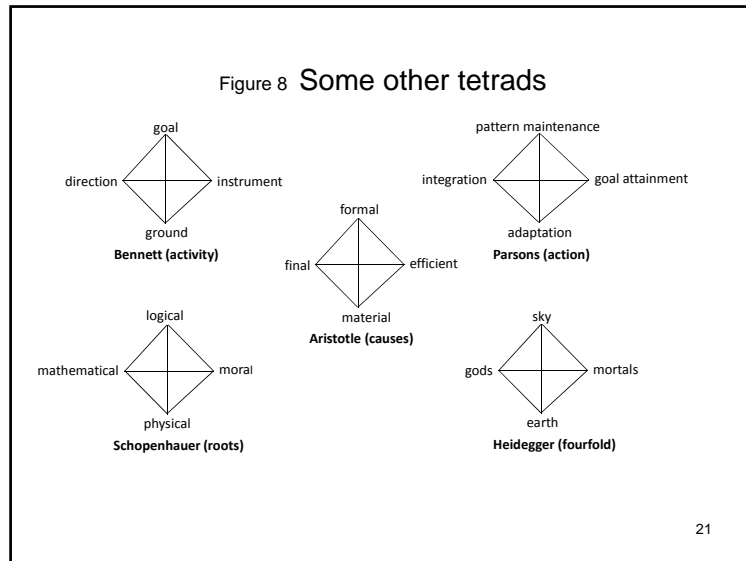 Figure 8 Some other tetrads
goal
direction instrument
ground
Bennett (activity)
pattern maintenance
integration goal attainment
adaptation
Parsons (action)
formal
final efficient
material
Aristotle (causes)
logical
mathematical moral
physical
Schopenhauer (roots)
sky
gods mortals
earth
Heidegger (fourfold)
21